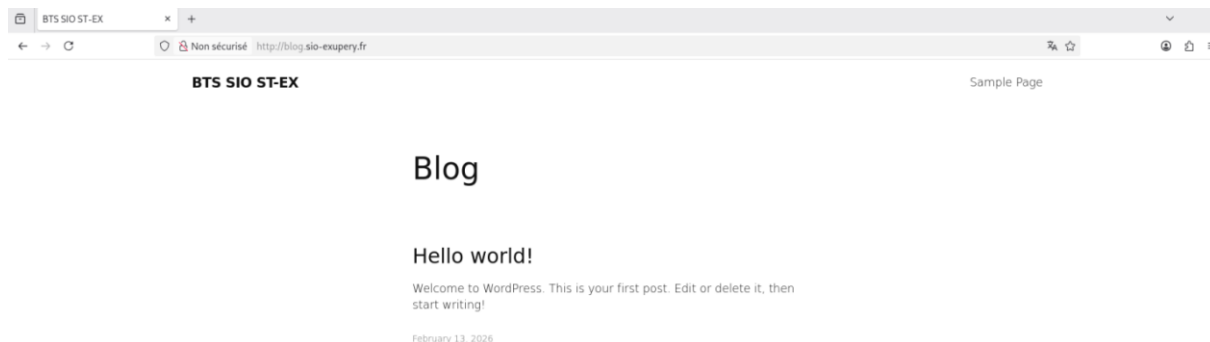 BTS SIO ST-EX
Non sécurisé http://blog.sio-exupery.fr
BTS SIO ST-EX
Sample Page
Blog
Hello world!
Welcome to WordPress. This is your first post. Edit or delete it, then
start writing!
February 13, 2026